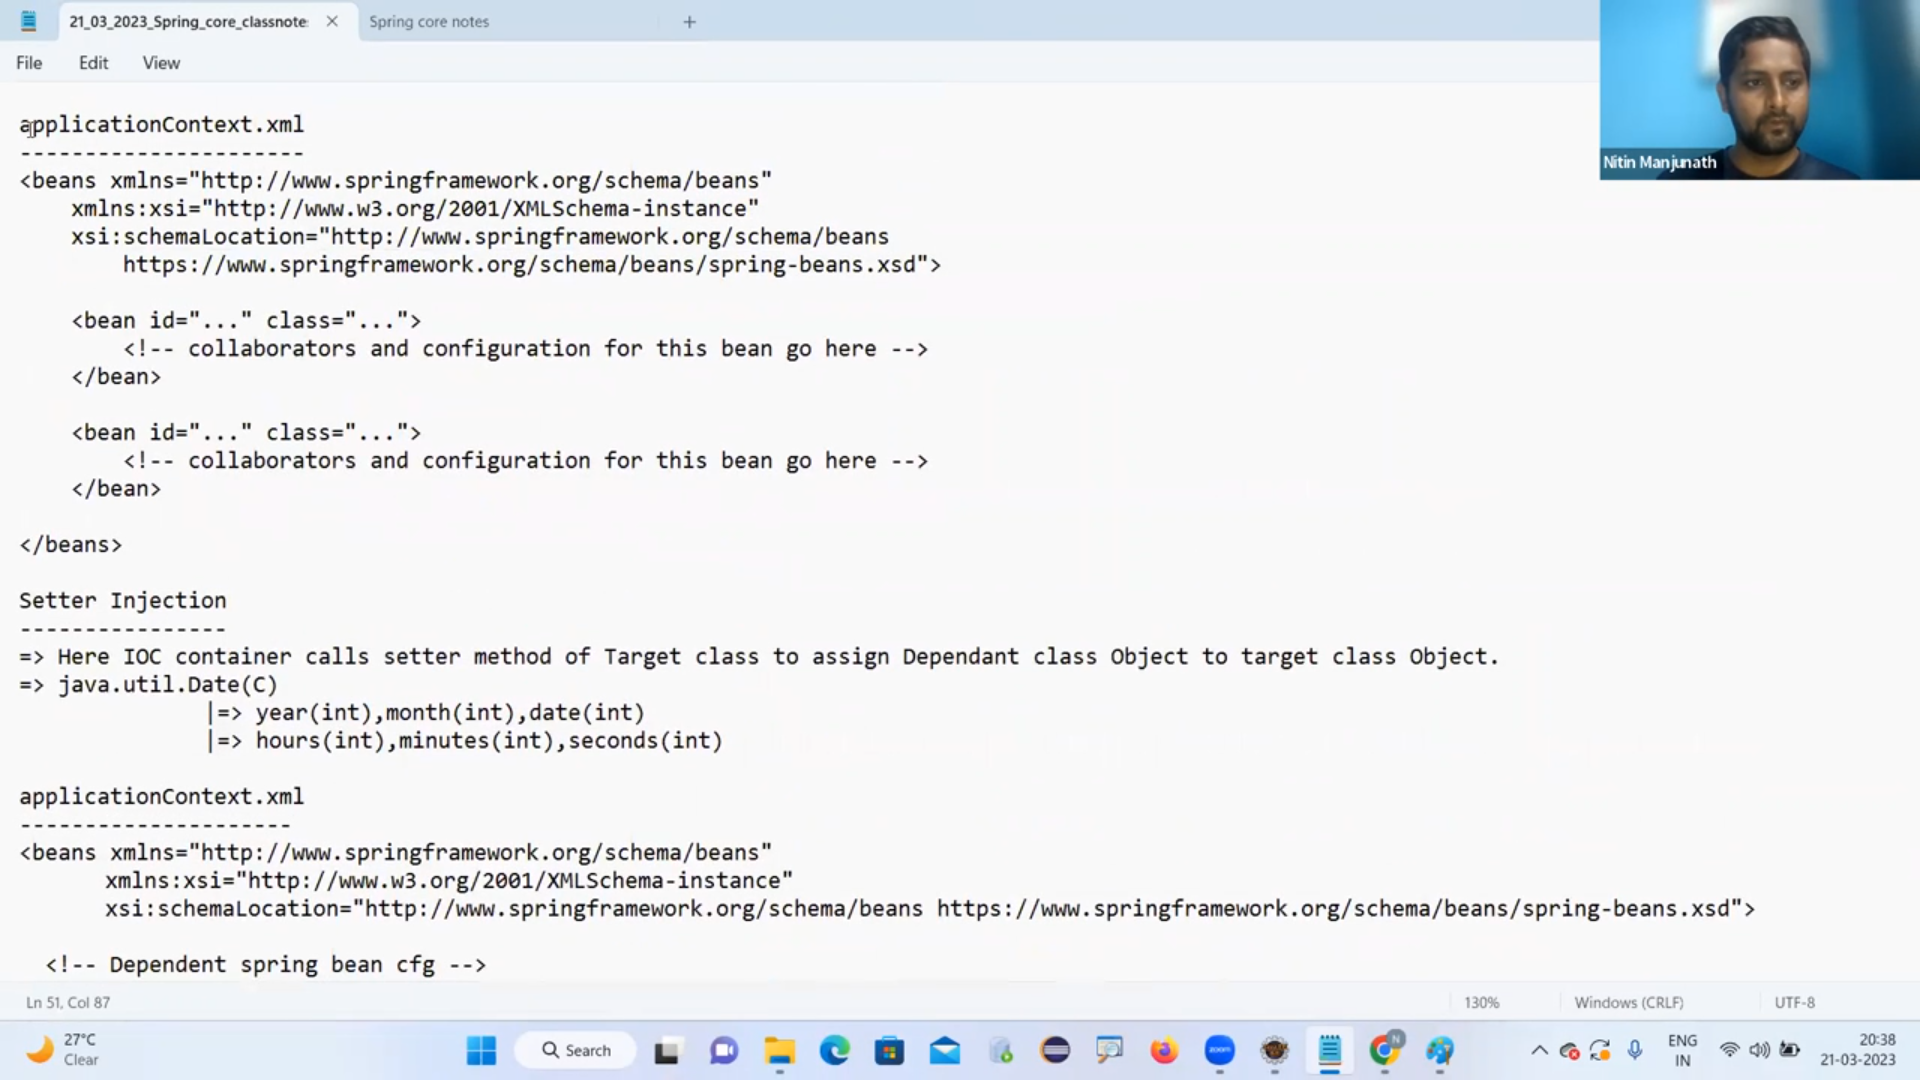 21_03_2023_Spring_core_classnote
Spring core notes
File Edit View
Nitin Manjunath
applicationContext.xml
----------------------
<beans xmlns="http://www.springframework.org/schema/beans"
    xmlns:xsi="http://www.w3.org/2001/XMLSchema-instance"
    xsi:schemaLocation="http://www.springframework.org/schema/beans
        https://www.springframework.org/schema/beans/spring-beans.xsd">
    <bean id="..." class="...">
        <!-- collaborators and configuration for this bean go here -->
    </bean>
    <bean id="..." class="...">
        <!-- collaborators and configuration for this bean go here -->
    </bean>
</beans>
Setter Injection
----------------
=> Here IOC container calls setter method of Target class to assign Dependant class Object to target class Object.
=> java.util.Date(C)
              |=> year(int),month(int),date(int)
              |=> hours(int),minutes(int),seconds(int)
applicationContext.xml
---------------------
<beans xmlns="http://www.springframework.org/schema/beans"
       xmlns:xsi="http://www.w3.org/2001/XMLSchema-instance"
       xsi:schemaLocation="http://www.springframework.org/schema/beans https://www.springframework.org/schema/beans/spring-beans.xsd">
  <!-- Dependent spring bean cfg -->
Ln 51, Col 87
130%
Windows (CRLF)
UTF-8
27°C
Clear
Search
zoom
N
ENG
IN
20:38
21-03-2023